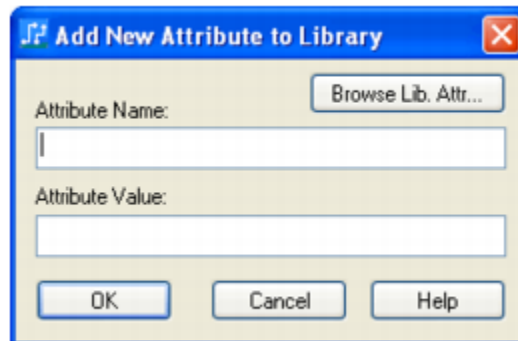 Add New Attribute to Library
Browse Lib. Attr...
Attribute Name:
Attribute Value:
OK Cancel Help